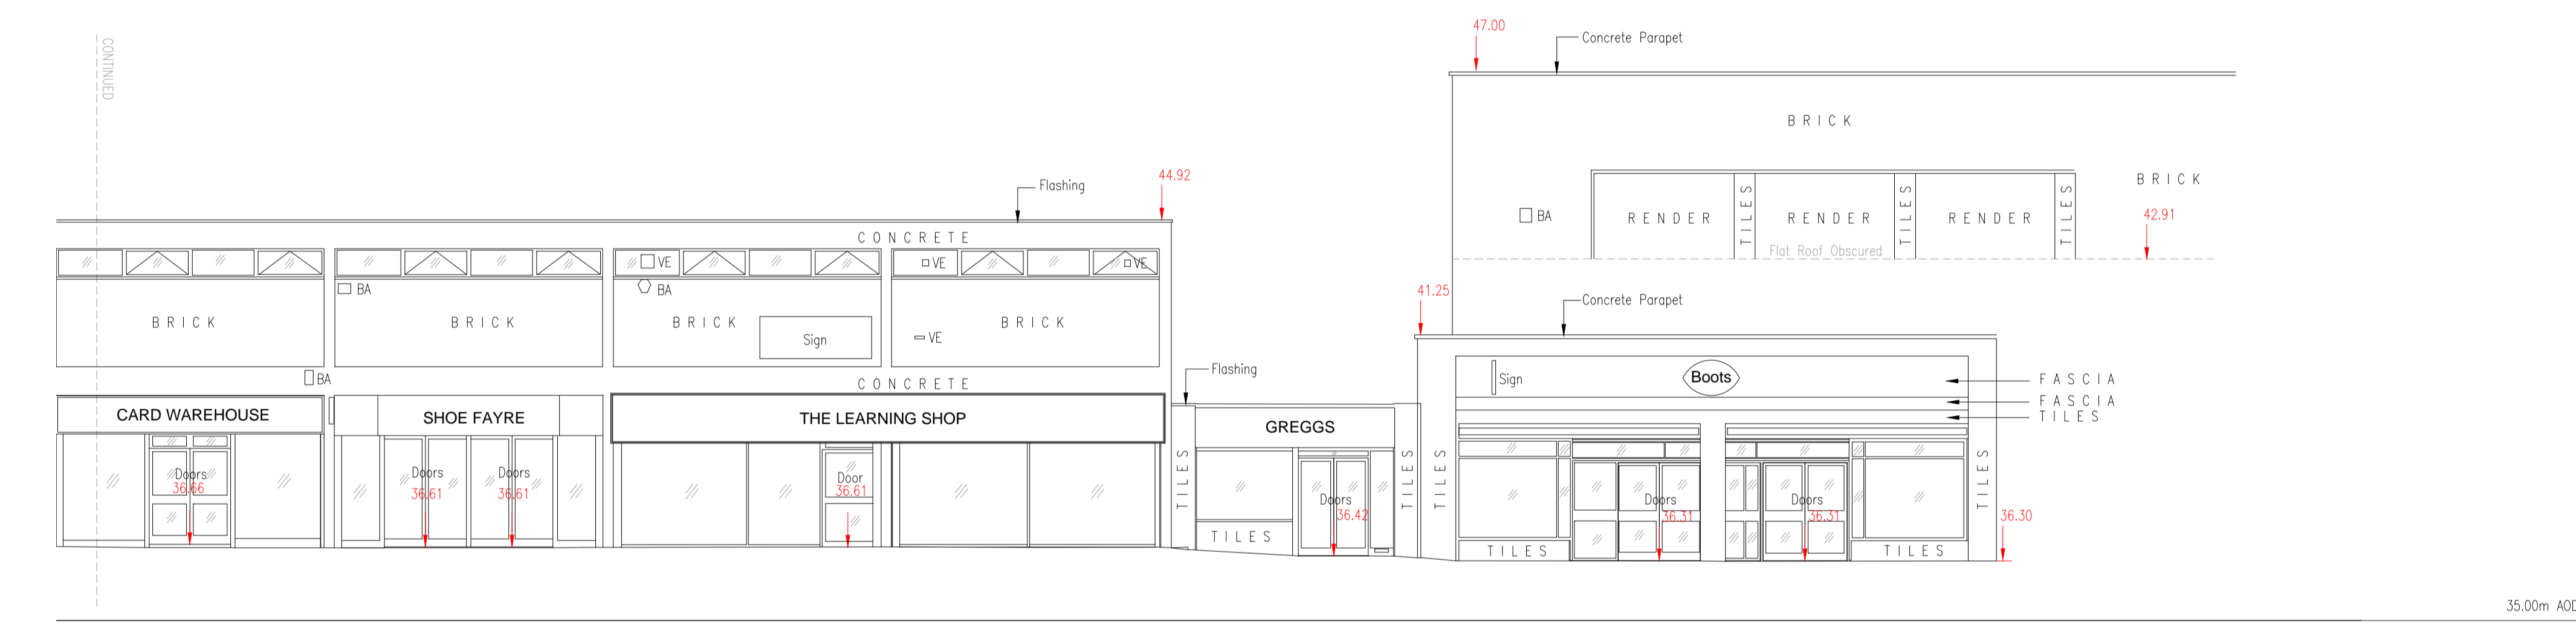 CONTINUED
47.00
Concrete Parapet
BRICK
44.92
Flashing
BRICK
BA
RENDER
TILES
RENDER
TILES
RENDER
TILES
42.91
Flat Roof Obscured
CONCRETE
VE
VE
VE
BA
BA
41.25
Concrete Parapet
BRICK
BRICK
BRICK
BRICK
Sign
VE
Flashing
BA
CONCRETE
Sign
Boots
FASCIA
FASCIA
TILES
CARD WAREHOUSE
SHOE FAYRE
THE LEARNING SHOP
GREGGS
Doors
36.66
Doors
36.61
Doors
36.61
Door
36.61
TILES
TILES
Doors
36.42
TILES
TILES
Doors
36.31
Doors
36.31
TILES
36.30
TILES
TILES
35.00m AOD